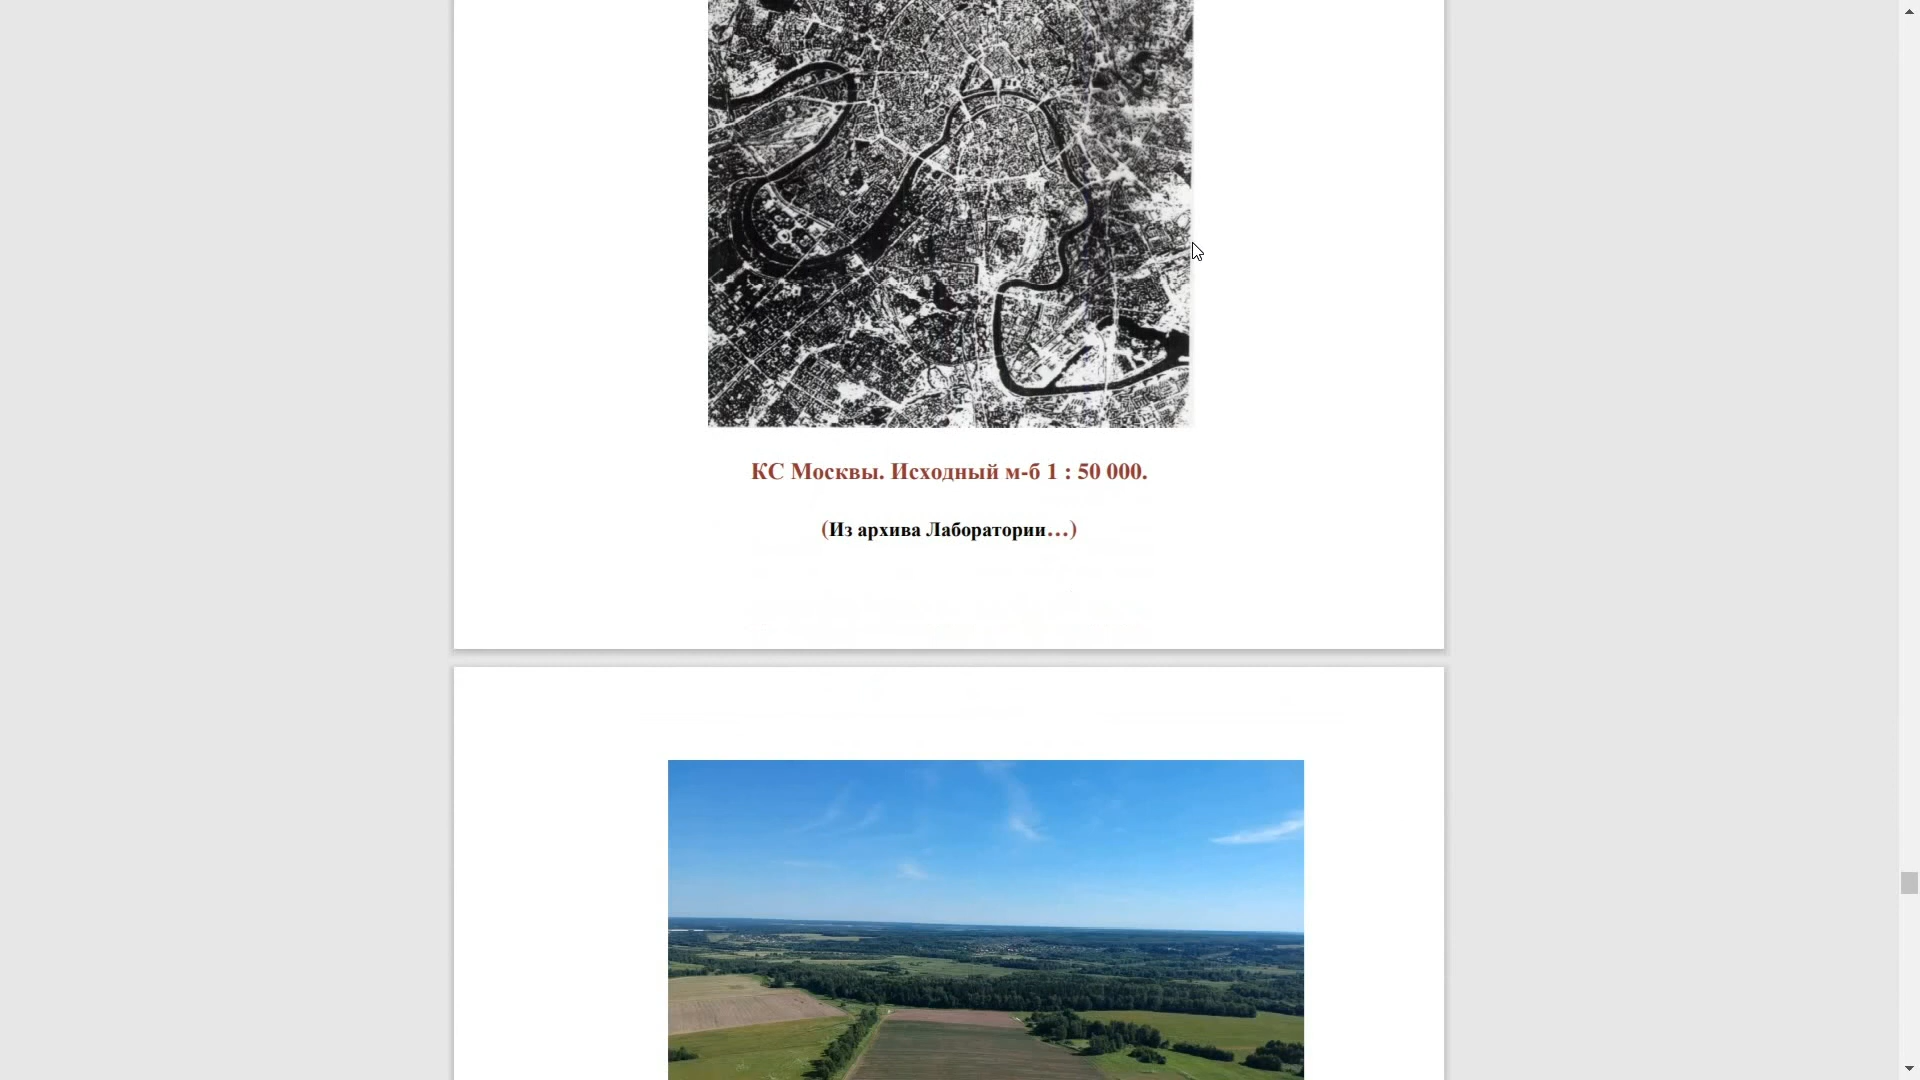 КС Москвы. Исходный м-б 1 : 50 000.
(Из архива Лаборатории...)